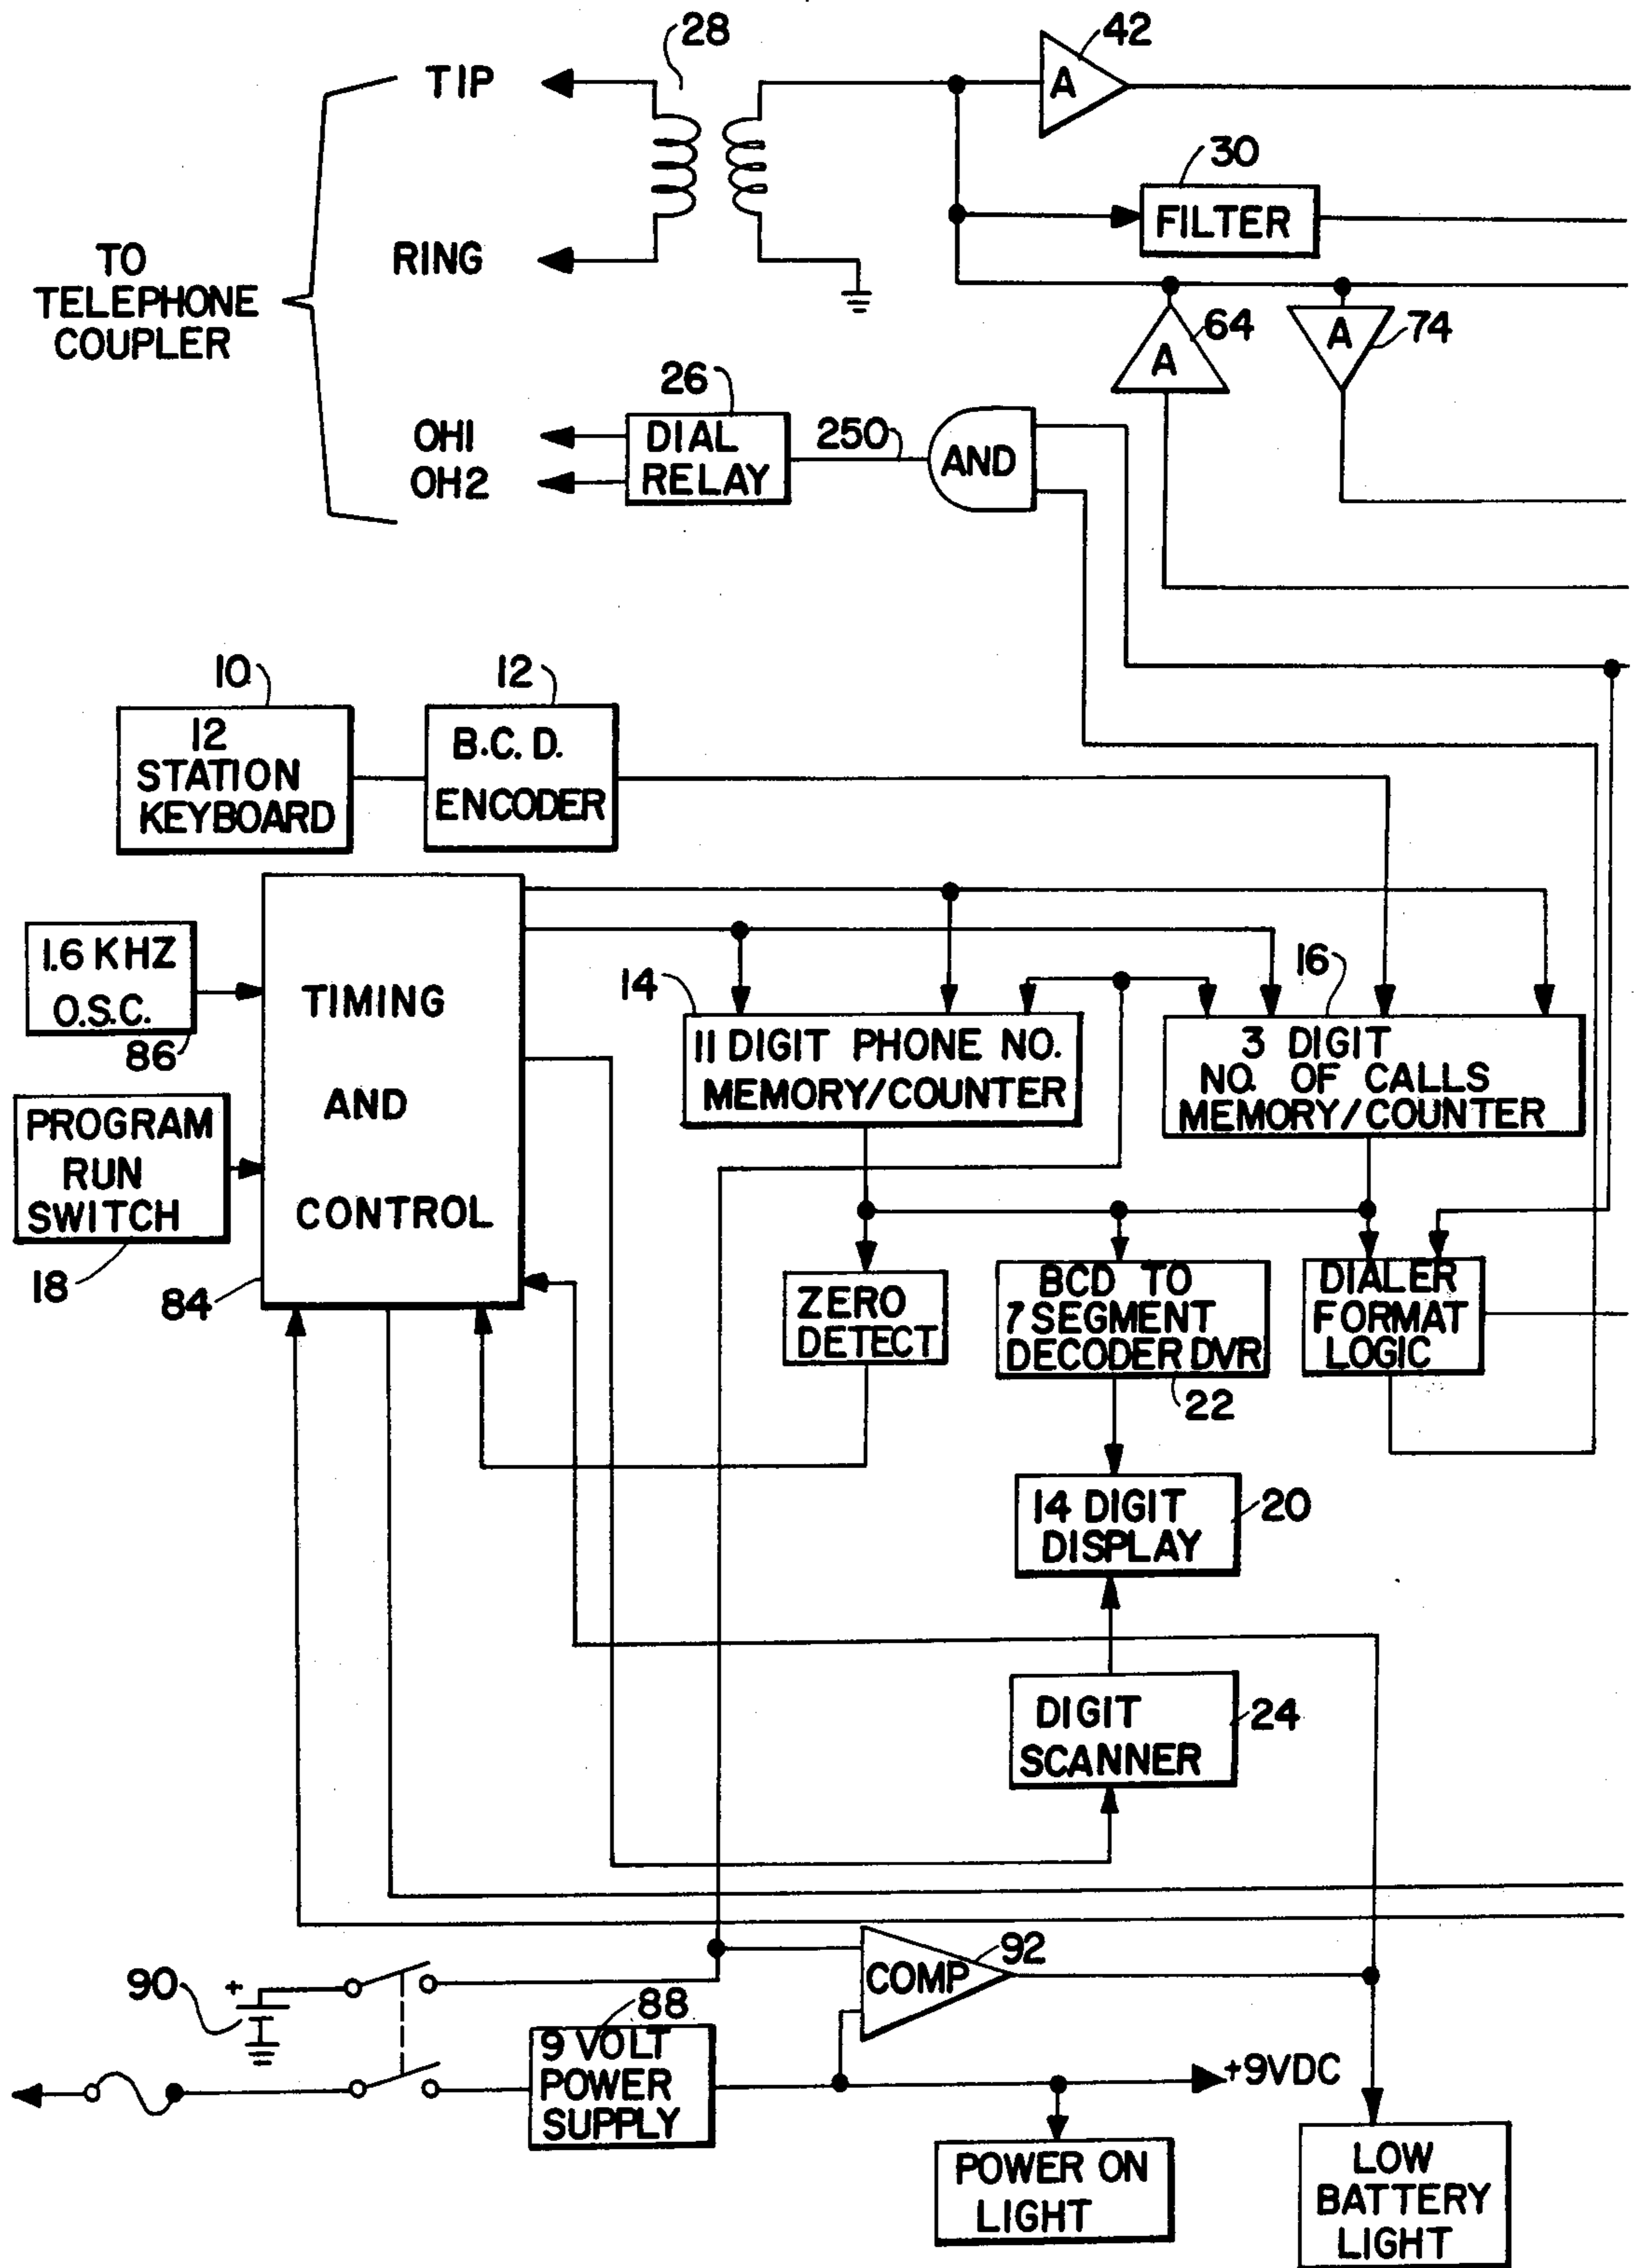 28
42
TIP
A
30
FILTER
RING
TO
TELEPHONE
COUPLER
A
64
A
74
26
OH1
OH2
DIAL
RELAY
250
AND
10
12
STATION
KEYBOARD
12
B.C.D.
ENCODER
1.6 KHZ
O.S.C.
86
PROGRAM
RUN
SWITCH
18
TIMING
AND
CONTROL
84
14
11 DIGIT PHONE NO.
MEMORY/COUNTER
16
3 DIGIT
NO. OF CALLS
MEMORY/COUNTER
ZERO
DETECT
BCD TO
7 SEGMENT
DECODER DVR
22
DIALER
FORMAT
LOGIC
14 DIGIT
DISPLAY
20
DIGIT
SCANNER
24
90
+
COMP
92
88
9 VOLT
POWER
SUPPLY
+9VDC
POWER ON
LIGHT
LOW
BATTERY
LIGHT